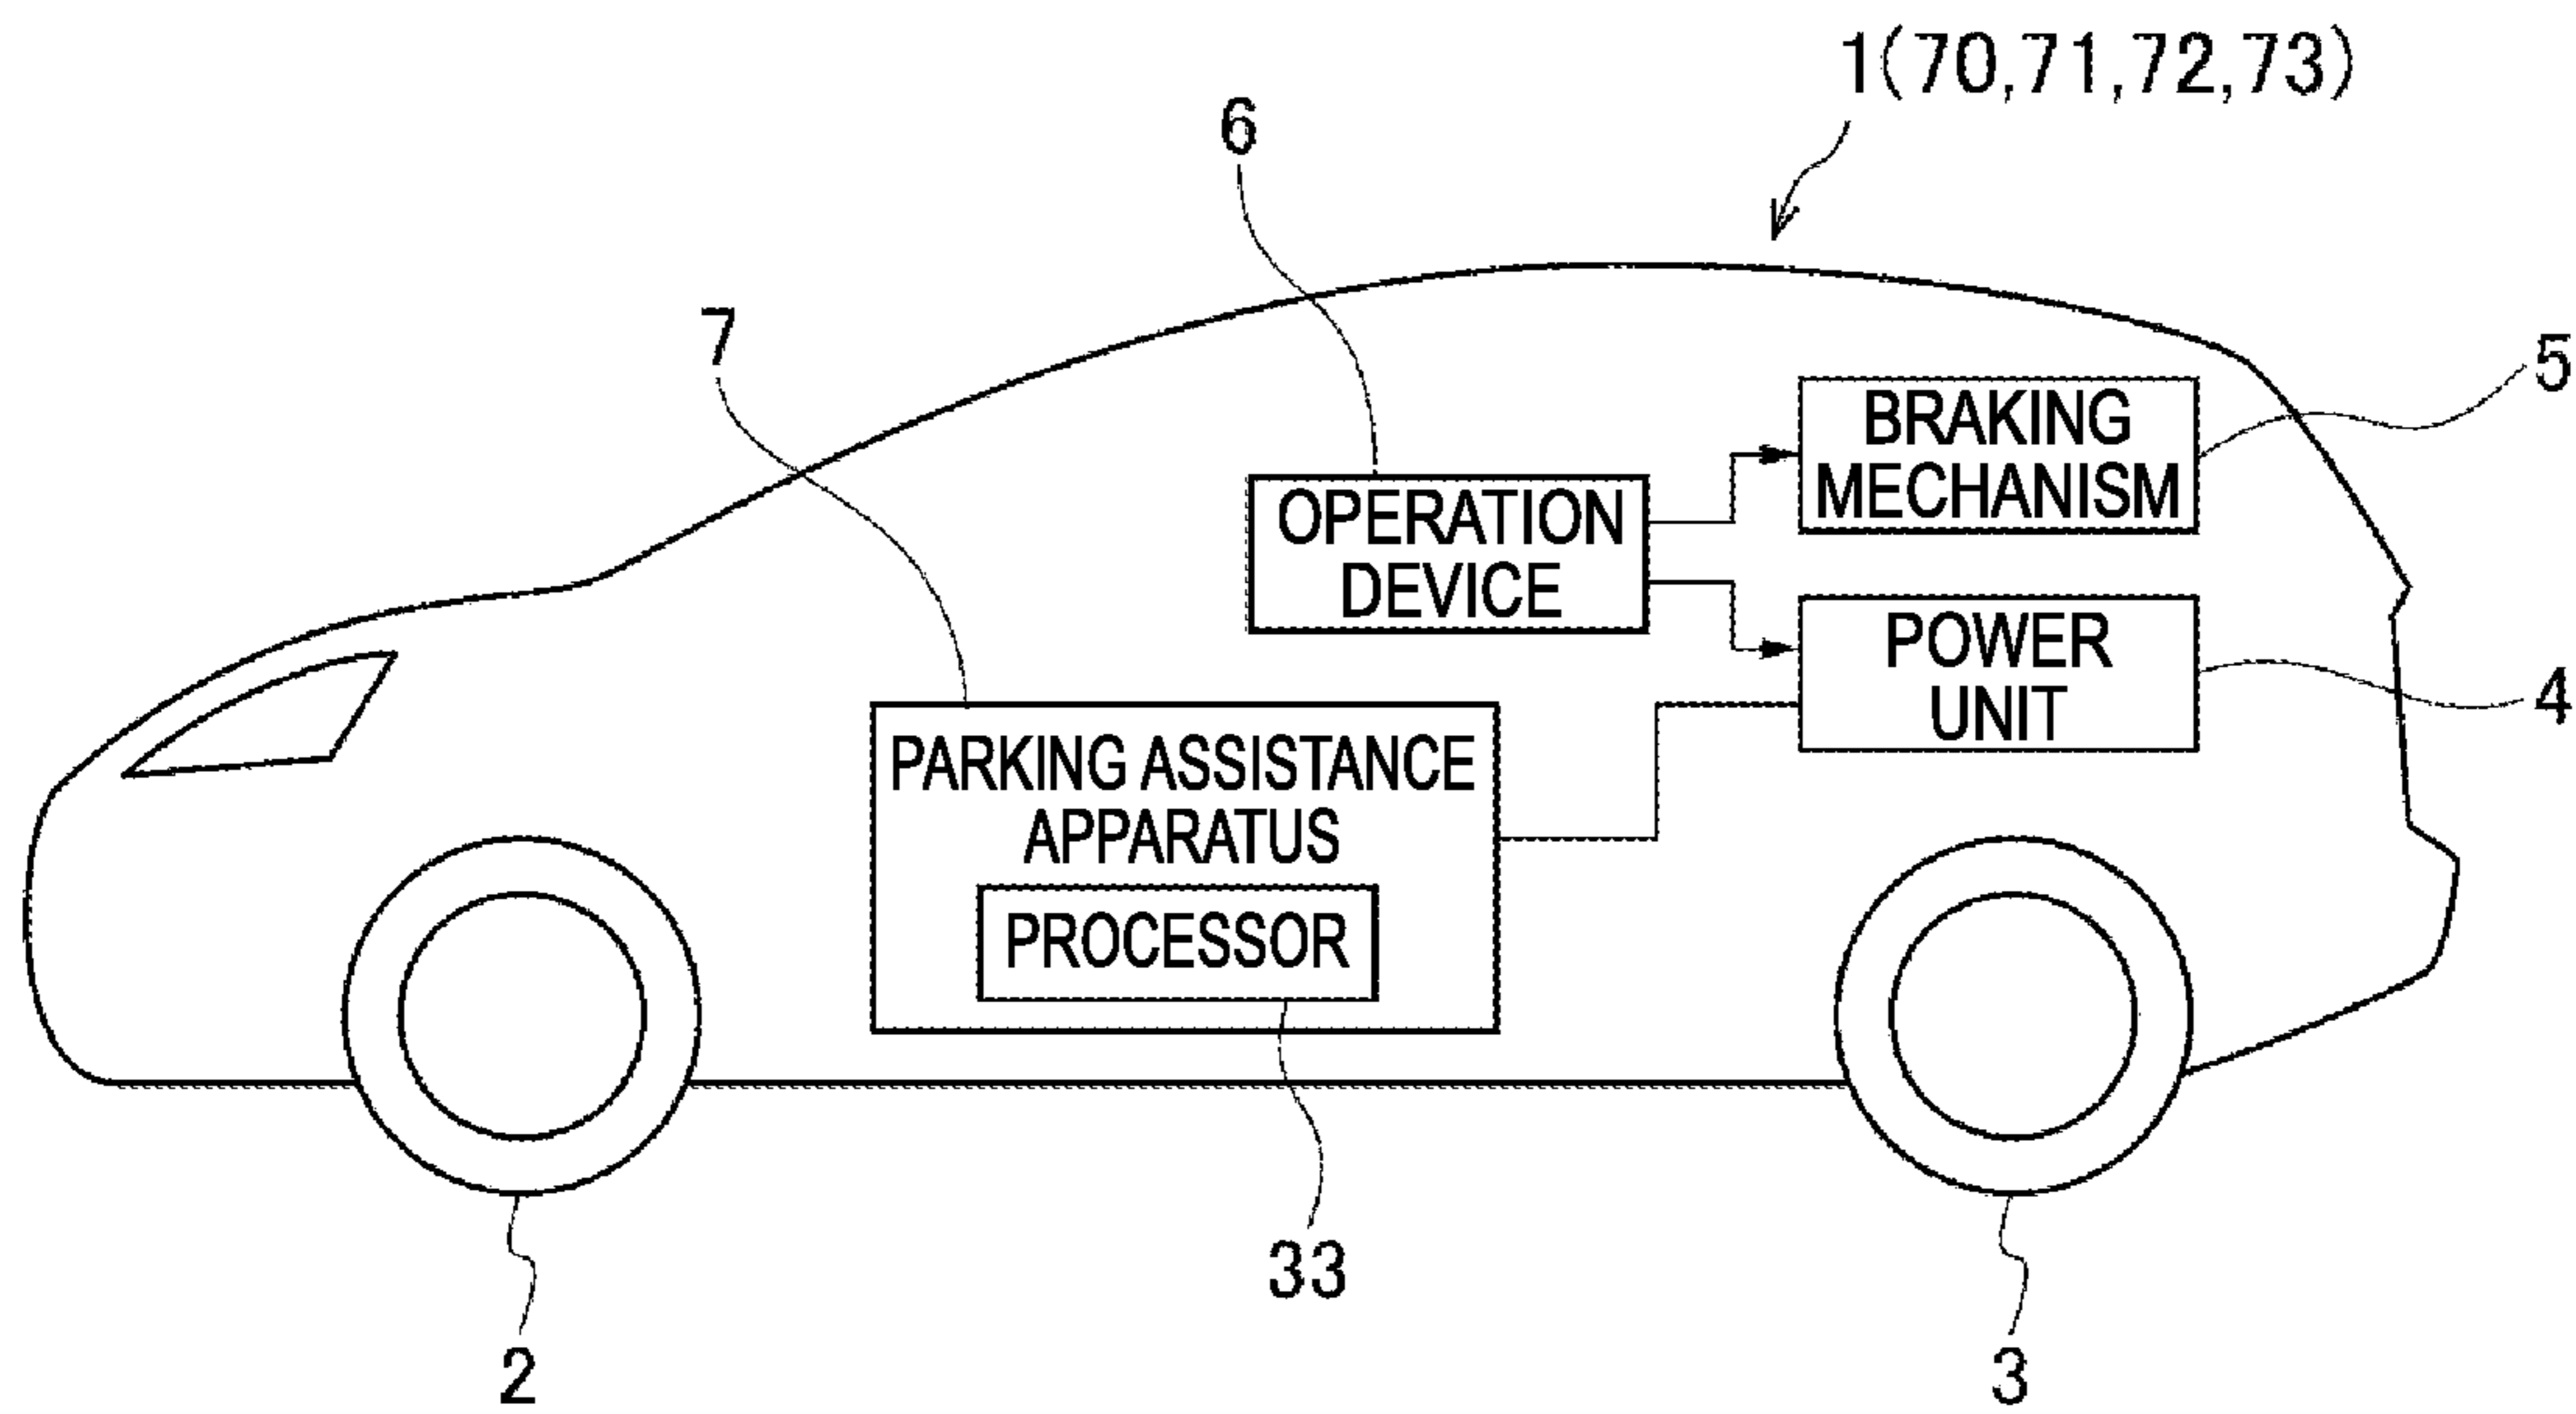 1(70,71,72,73)
6
7
BRAKING
MECHANISM
5
OPERATION
DEVICE
POWER
UNIT
4
PARKING ASSISTANCE
APPARATUS
PROCESSOR
33
2
3